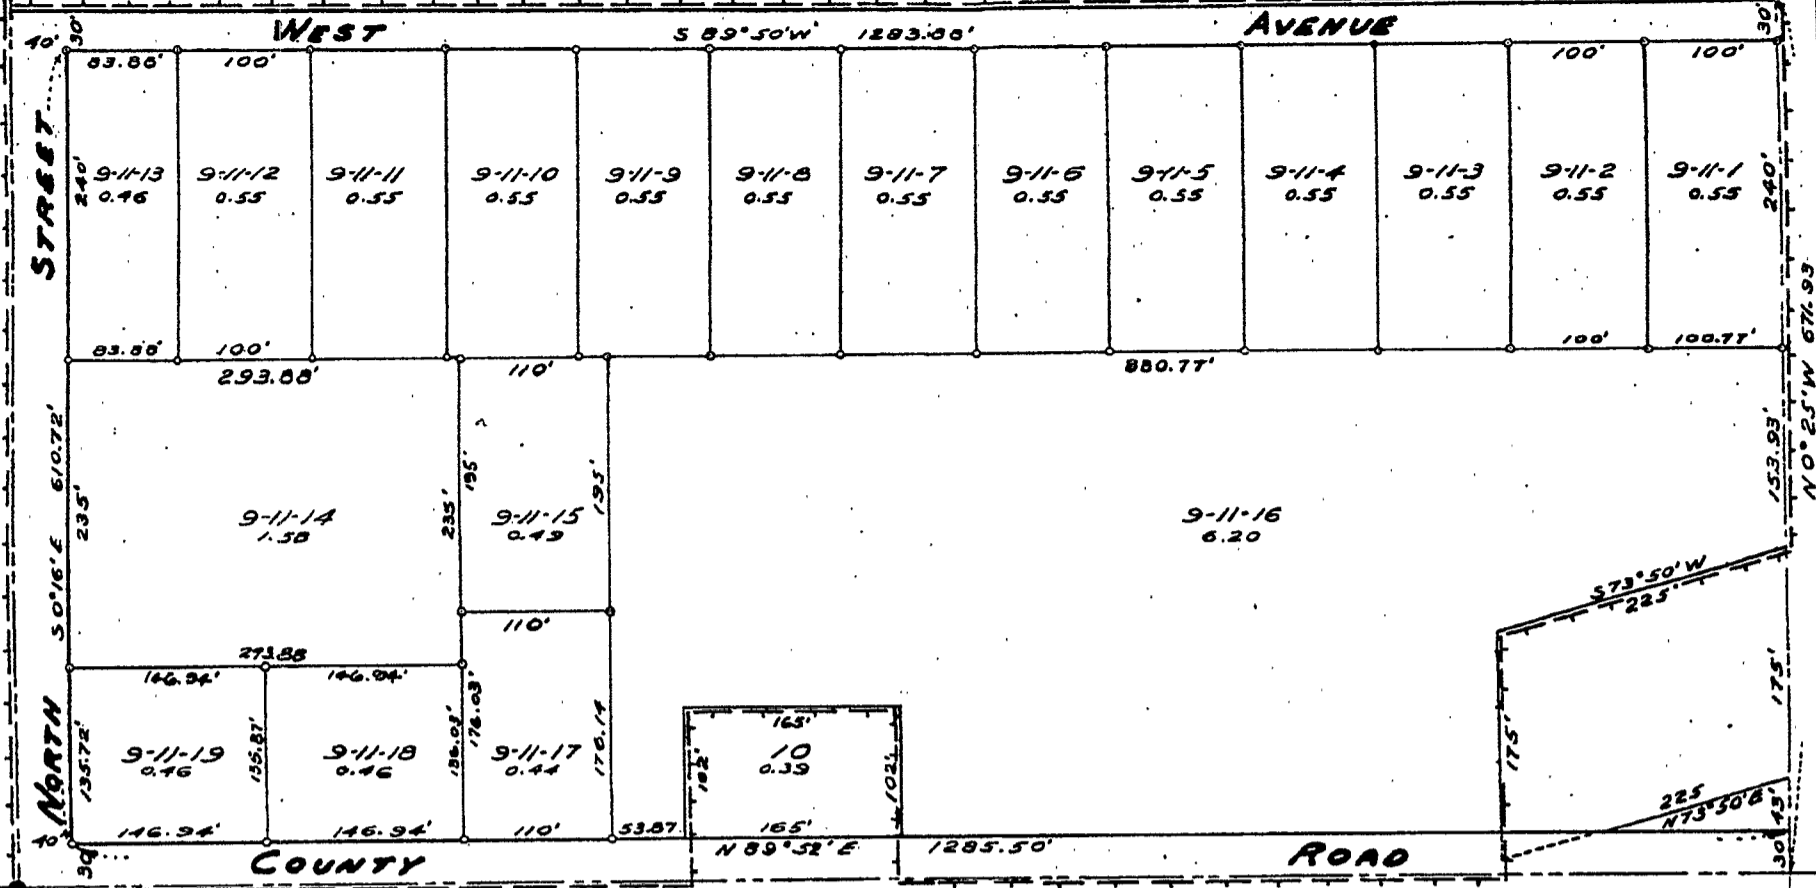 WEST S 89°50'W 1283.88' AVENUE
40' 30' 30'
83.88' 100' 100' 100'
STREET
240' 240'
9-11-13 9-11-12 9-11-11 9-11-10 9-11-9 9-11-8 9-11-7 9-11-6 9-11-5 9-11-4 9-11-3 9-11-2 9-11-1
0.46 0.55 0.55 0.55 0.55 0.55 0.55 0.55 0.55 0.55 0.55 0.55 0.55
83.88' 100' 100' 100.77'
293.88' 110' 880.77'
N 0°25'W 671.93
S 0°16'E 610.72'
235' 235' 195' 195' 153.93'
9-11-14 9-11-15 9-11-16
1.58 0.49 6.20
S 73°50'W
225'
110'
293.88
146.94' 146.94'
NORTH
135.72' 135.87' 136.03' 176.03' 176.14 175' 175'
165'
9-11-19 9-11-18 9-11-17 10
0.46 0.46 0.44 0.39
102' 102'
225
N 73°50'E
43'
40' 146.94' 146.94' 110' 53.87 165'
N 89°52'E 1285.50'
30' COUNTY ROAD 30'